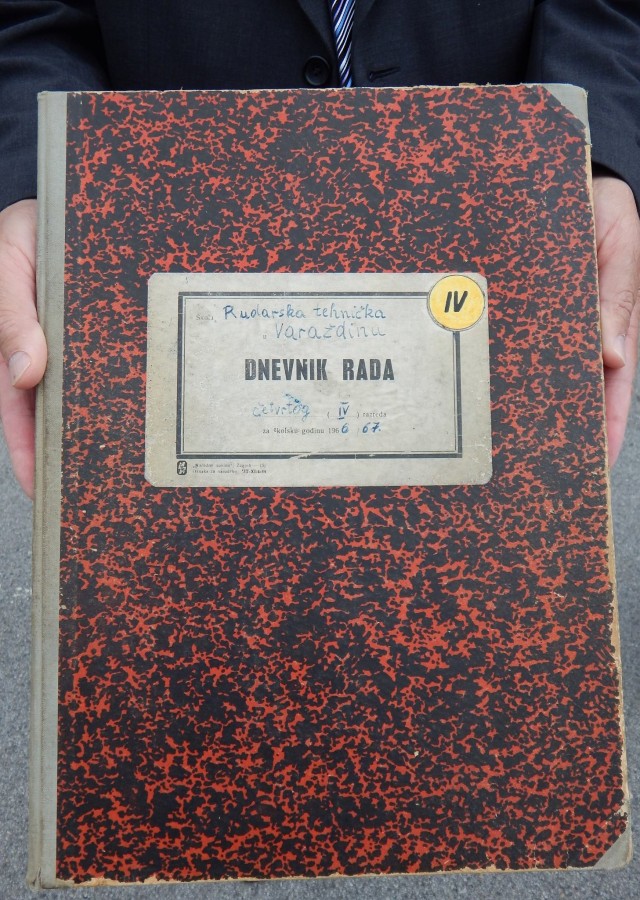 IV
Rudarska tehnička
Varaždinu
DNEVNIK RADA
četvrtog ( IV ) razreda
za školsku godinu 1966 / 67.